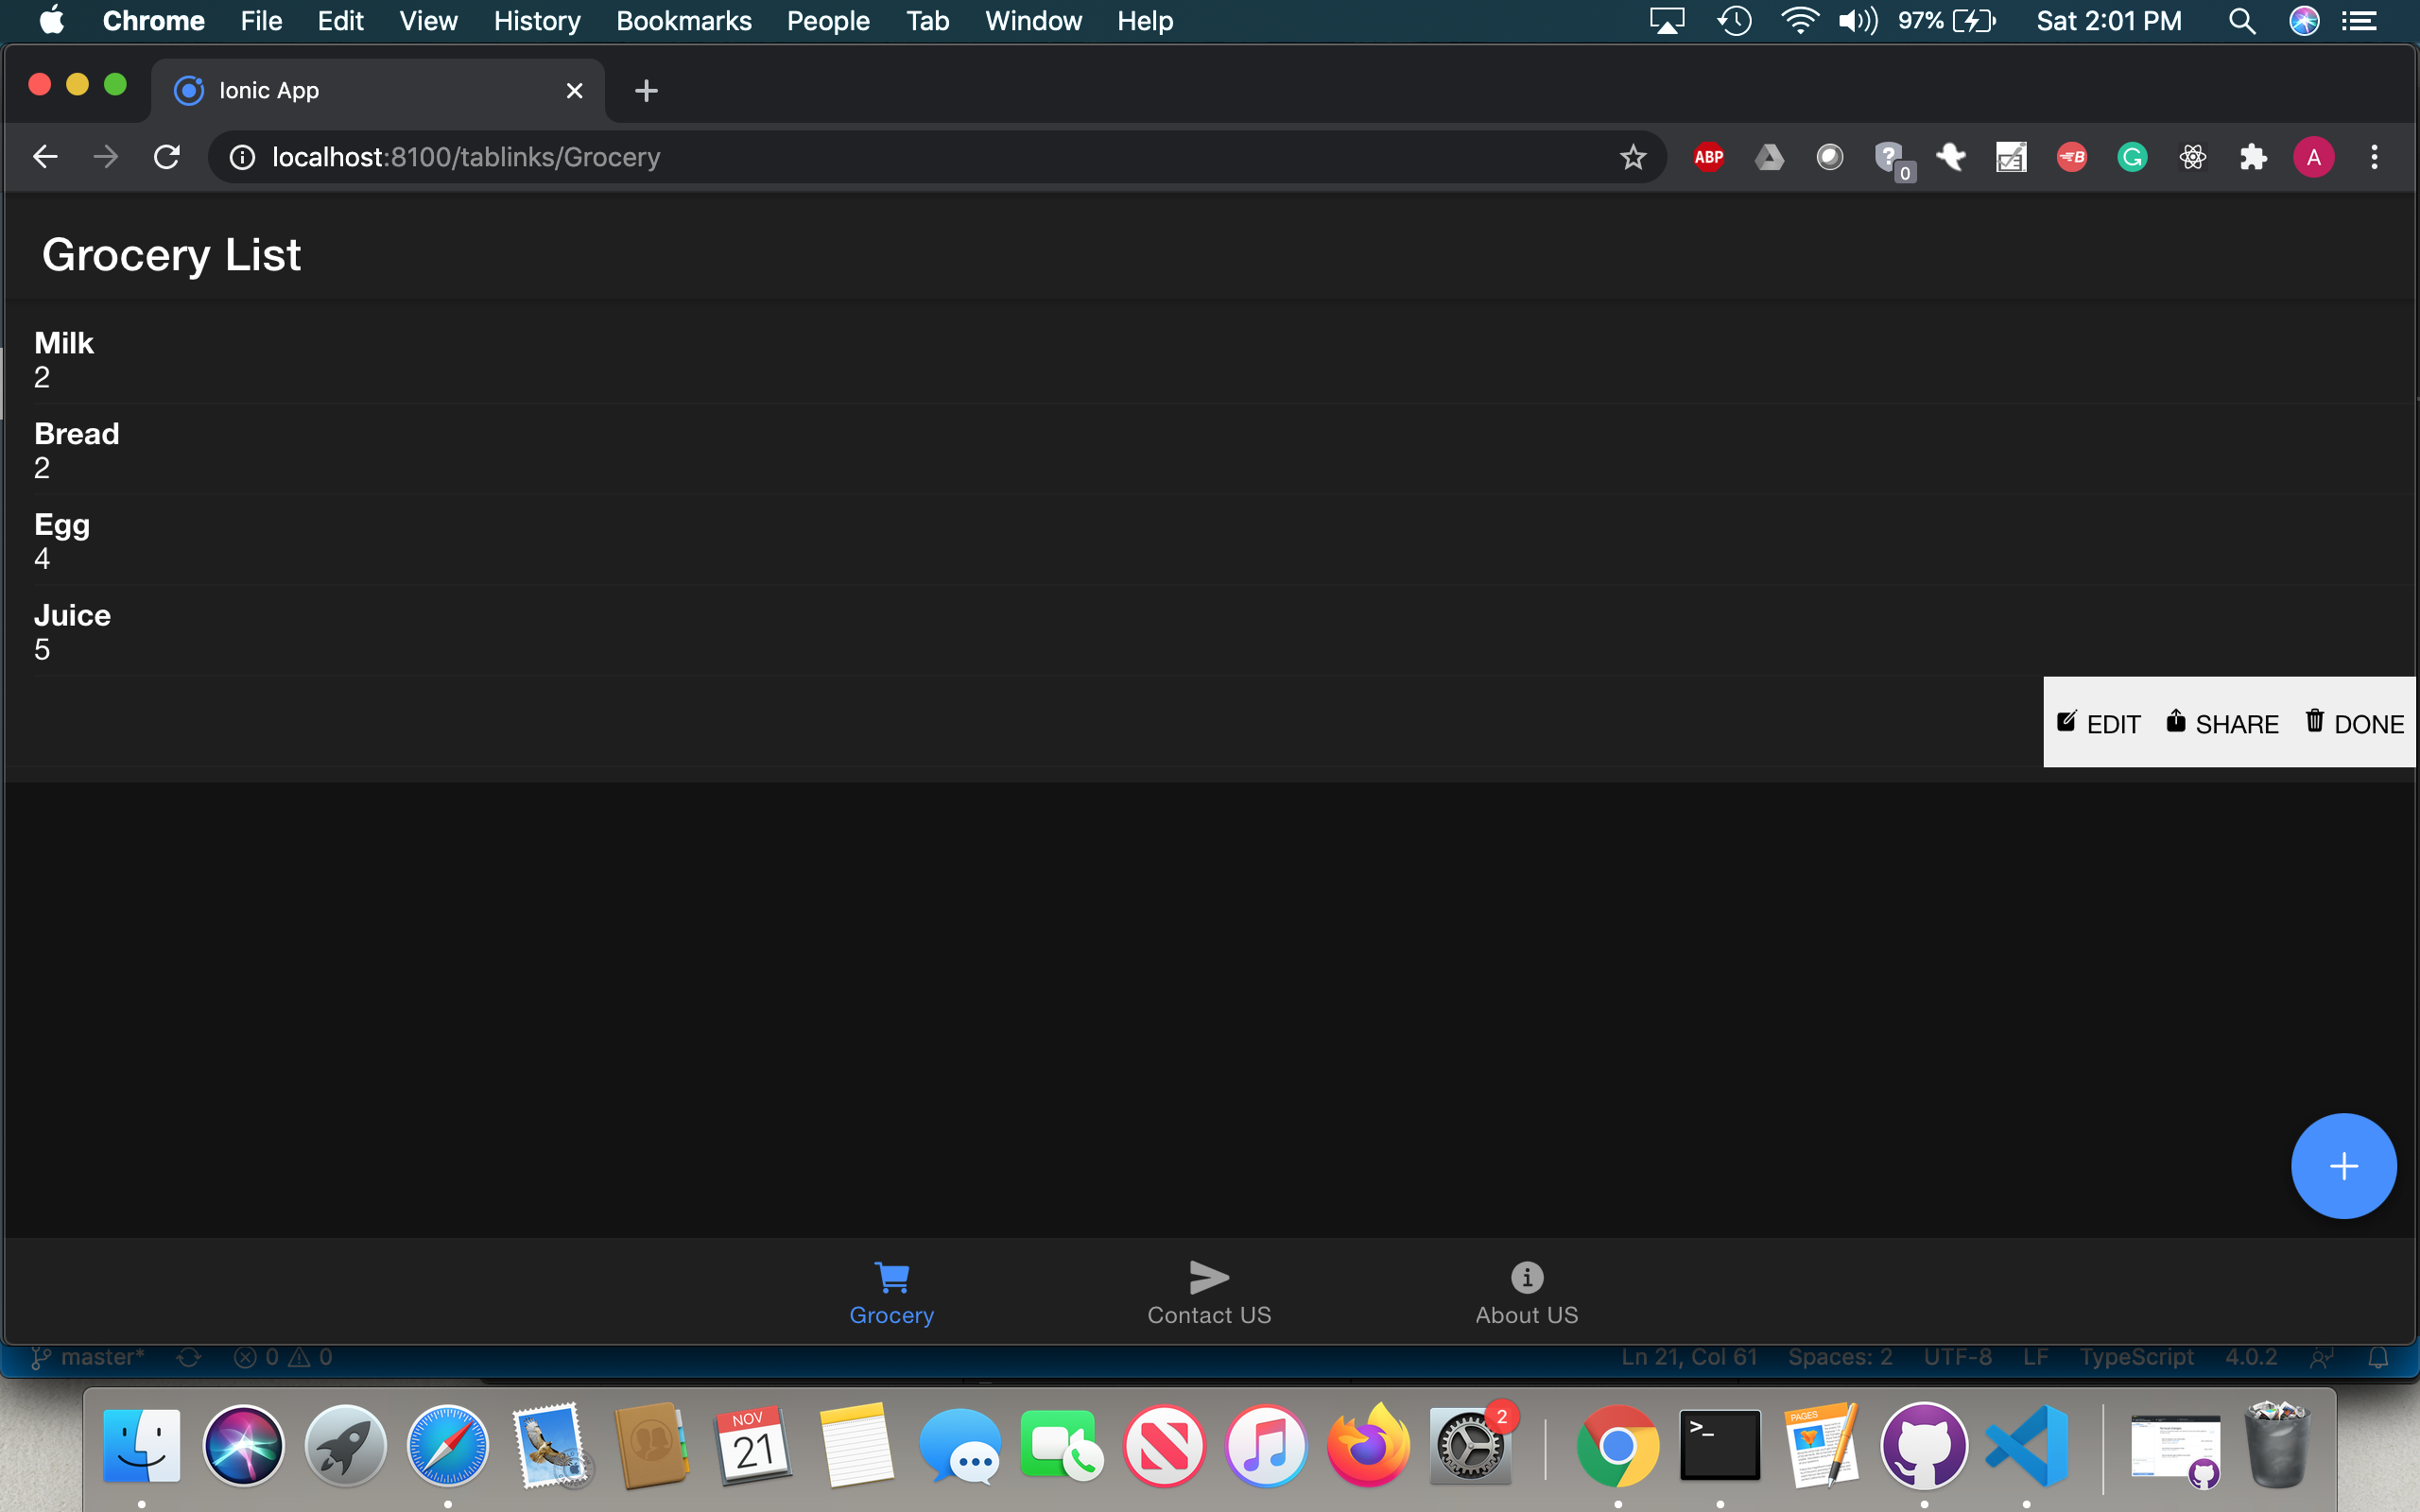 Chrome File Edit View History Bookmarks People Tab Window Help 97% Sat 2:01 PM
Ionic App
localhost:8100/tablinks/Grocery ABP 0 B G A
Grocery List
Milk
2
Bread
2
Egg
4
Juice
5
EDIT SHARE DONE
Grocery Contact US About US
master* 0 0 Ln 21, Col 61 Spaces: 2 UTF-8 LF TypeScript 4.0.2
NOV
21
2
>_
PAGES